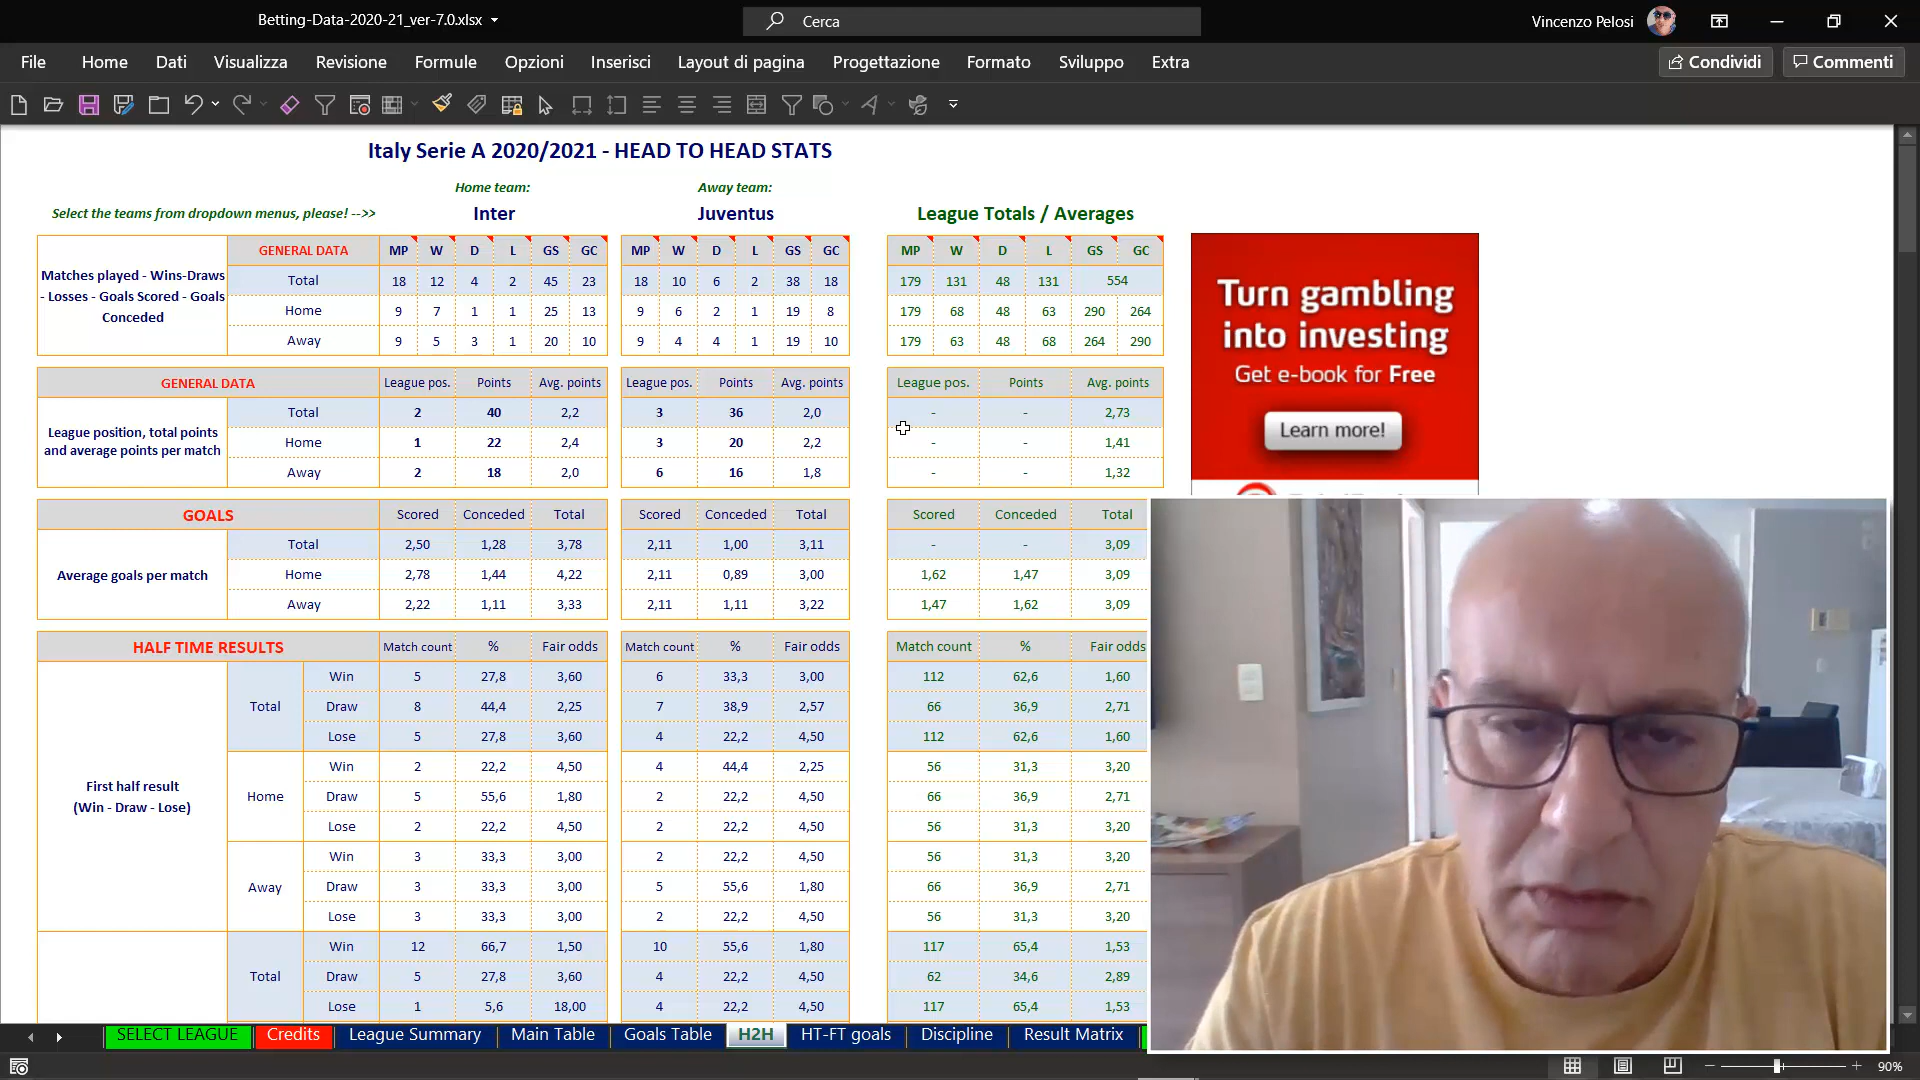 Betting-Data-2020-21_ver-7.0.xlsx
Cerca
Vincenzo Pelosi
File Home Dati Visualizza Revisione Formule Opzioni Inserisci Layout di pagina Progettazione Formato Sviluppo Extra
Condividi Commenti
Italy Serie A 2020/2021 - HEAD TO HEAD STATS
Home team: Away team:
Select the teams from dropdown menus, please! -->> Inter Juventus League Totals / Averages
GENERAL DATA MP W D L GS GC MP W D L GS GC MP W D L GS GC
Matches played - Wins-Draws - Losses - Goals Scored - Goals Conceded
Total 18 12 4 2 45 23 18 10 6 2 38 18 179 131 48 131 554
Home 9 7 1 1 25 13 9 6 2 1 19 8 179 68 48 63 290 264
Away 9 5 3 1 20 10 9 4 4 1 19 10 179 63 48 68 264 290
GENERAL DATA League pos. Points Avg. points League pos. Points Avg. points League pos. Points Avg. points
League position, total points and average points per match
Total 2 40 2,2 3 36 2,0 - - 2,73
Home 1 22 2,4 3 20 2,2 - - 1,41
Away 2 18 2,0 6 16 1,8 - - 1,32
GOALS Scored Conceded Total Scored Conceded Total Scored Conceded Total
Average goals per match
Total 2,50 1,28 3,78 2,11 1,00 3,11 - - 3,09
Home 2,78 1,44 4,22 2,11 0,89 3,00 1,62 1,47 3,09
Away 2,22 1,11 3,33 2,11 1,11 3,22 1,47 1,62 3,09
HALF TIME RESULTS Match count % Fair odds Match count % Fair odds Match count % Fair odds
First half result
(Win - Draw - Lose)
Total
Win 5 27,8 3,60 6 33,3 3,00 112 62,6 1,60
Draw 8 44,4 2,25 7 38,9 2,57 66 36,9 2,71
Lose 5 27,8 3,60 4 22,2 4,50 112 62,6 1,60
Home
Win 2 22,2 4,50 4 44,4 2,25 56 31,3 3,20
Draw 5 55,6 1,80 2 22,2 4,50 66 36,9 2,71
Lose 2 22,2 4,50 2 22,2 4,50 56 31,3 3,20
Away
Win 3 33,3 3,00 2 22,2 4,50 56 31,3 3,20
Draw 3 33,3 3,00 5 55,6 1,80 66 36,9 2,71
Lose 3 33,3 3,00 2 22,2 4,50 56 31,3 3,20
Total
Win 12 66,7 1,50 10 55,6 1,80 117 65,4 1,53
Draw 5 27,8 3,60 4 22,2 4,50 62 34,6 2,89
Lose 1 5,6 18,00 4 22,2 4,50 117 65,4 1,53
Turn gambling
into investing
Get e-book for Free
Learn more!
SELECT LEAGUE Credits League Summary Main Table Goals Table H2H HT-FT goals Discipline Result Matrix
90%